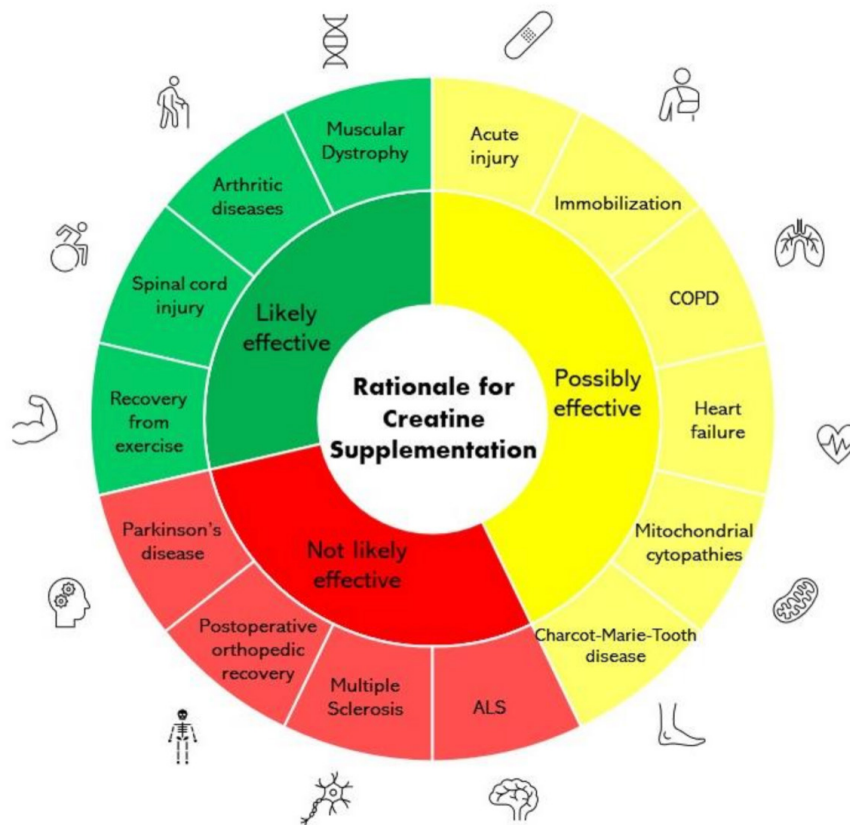 Rationale for
Creatine
Supplementation
Likely
effective
Muscular
Dystrophy
Arthritic
diseases
Spinal cord
injury
Recovery
from
exercise
Possibly
effective
Acute
injury
Immobilization
COPD
Heart
failure
Mitochondrial
cytopathies
Charcot-Marie-Tooth
disease
Not likely
effective
Parkinson's
disease
Postoperative
orthopedic
recovery
Multiple
Sclerosis
ALS